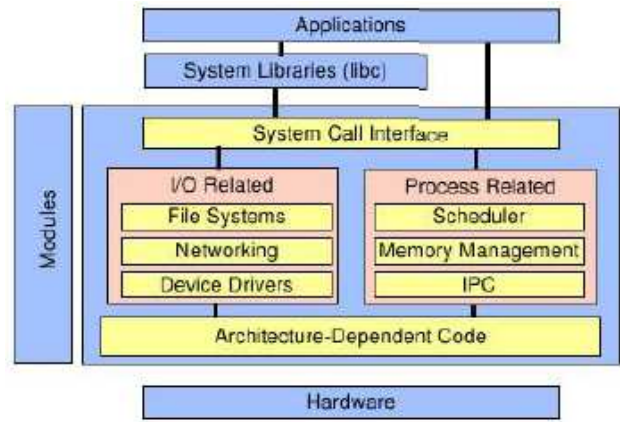 Applications
System Libraries (libc)
Modules
System Call Interface
I/O Related
File Systems
Networking
Device Drivers
Process Related
Scheduler
Memory Management
IPC
Architecture-Dependent Code
Hardware